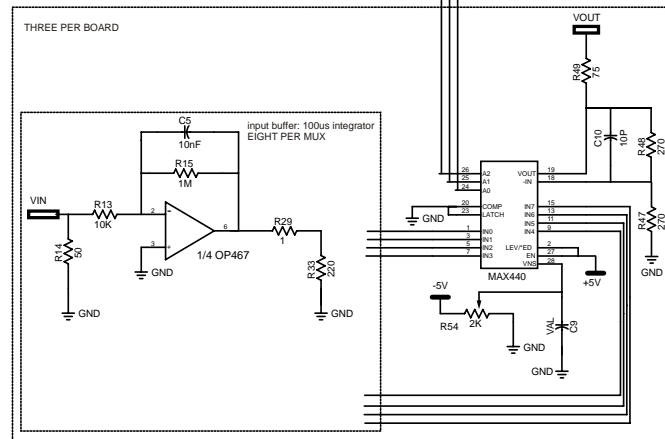 THREE PER BOARD
VOUT
R49
75
C5
10nF
input buffer: 100us integrator
EIGHT PER MUX
R15
1M
C10
10P
R48
270
VIN
R13
10K
2
3
6
1/4 OP467
R29
1
R14
50
R33
220
GND
GND
GND
26
25
24
A2
A1
A0
VOUT
-IN
19
18
20
23
COMP
LATCH
GND
1
3
5
7
IN0
IN1
IN2
IN3
IN7
IN6
IN5
IN4
15
13
11
9
LEV/*ED
EN
VNS
2
27
28
MAX440
R47
270
GND
+5V
-5V
R54
2K
GND
VAL
C9
GND